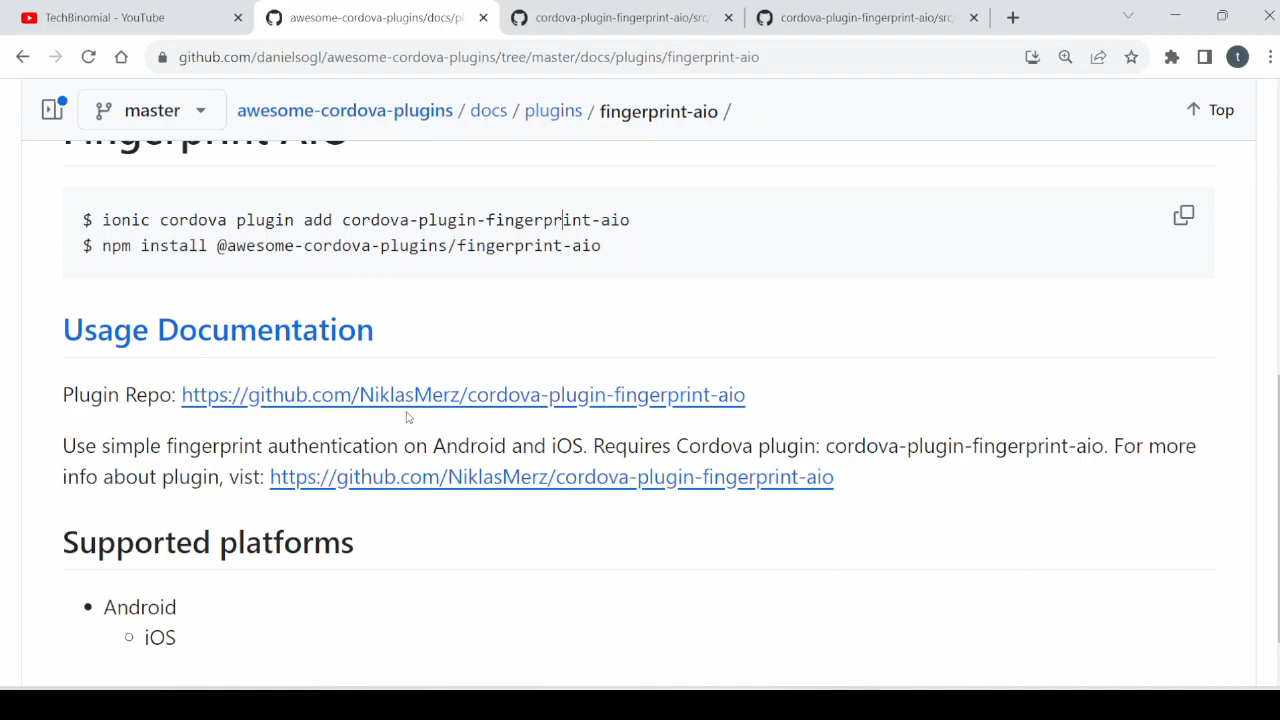 TechBinomial - YouTube
awesome-cordova-plugins/docs/pl
cordova-plugin-fingerprint-aio/src/
cordova-plugin-fingerprint-aio/src/
github.com/danielsogl/awesome-cordova-plugins/tree/master/docs/plugins/fingerprint-aio
t
master
awesome-cordova-plugins / docs / plugins / fingerprint-aio /
Top
Fingerprint AIO
$ ionic cordova plugin add cordova-plugin-fingerprint-aio
$ npm install @awesome-cordova-plugins/fingerprint-aio
Usage Documentation
Plugin Repo: https://github.com/NiklasMerz/cordova-plugin-fingerprint-aio
Use simple fingerprint authentication on Android and iOS. Requires Cordova plugin: cordova-plugin-fingerprint-aio. For more
info about plugin, vist: https://github.com/NiklasMerz/cordova-plugin-fingerprint-aio
Supported platforms
Android
iOS